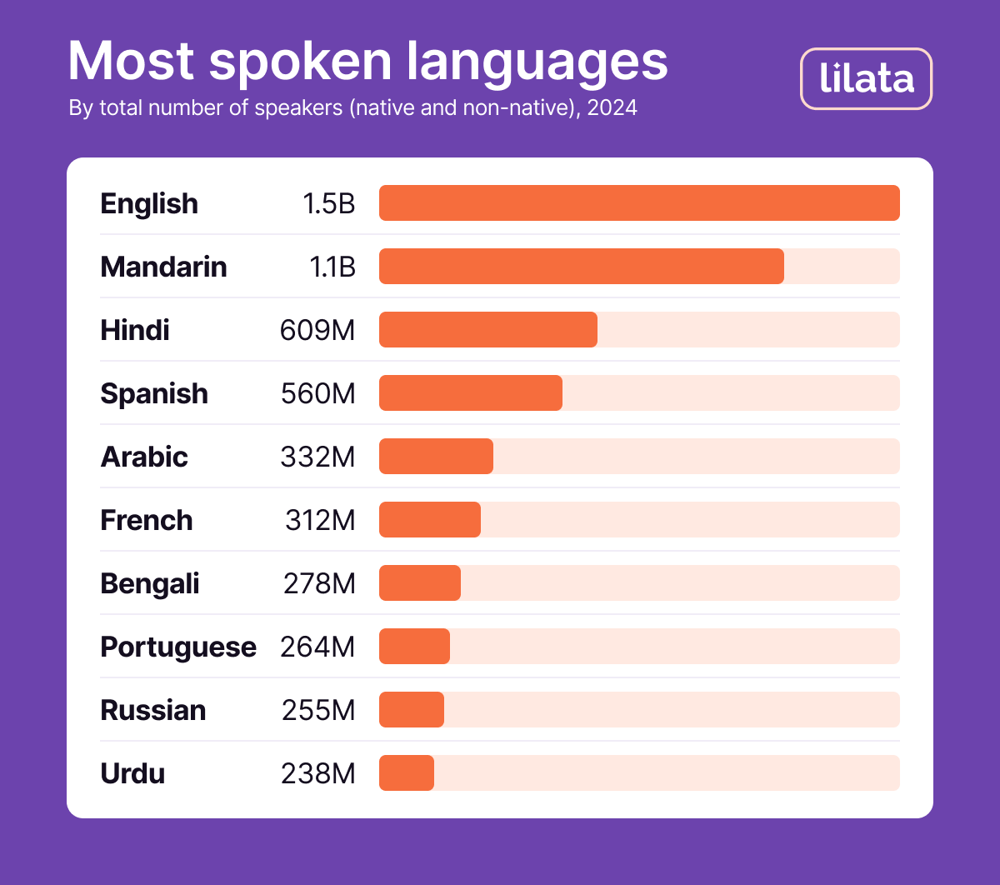 Most spoken languages
By total number of speakers (native and non-native), 2024
lilata
English 1.5B
Mandarin 1.1B
Hindi 609M
Spanish 560M
Arabic 332M
French 312M
Bengali 278M
Portuguese 264M
Russian 255M
Urdu 238M